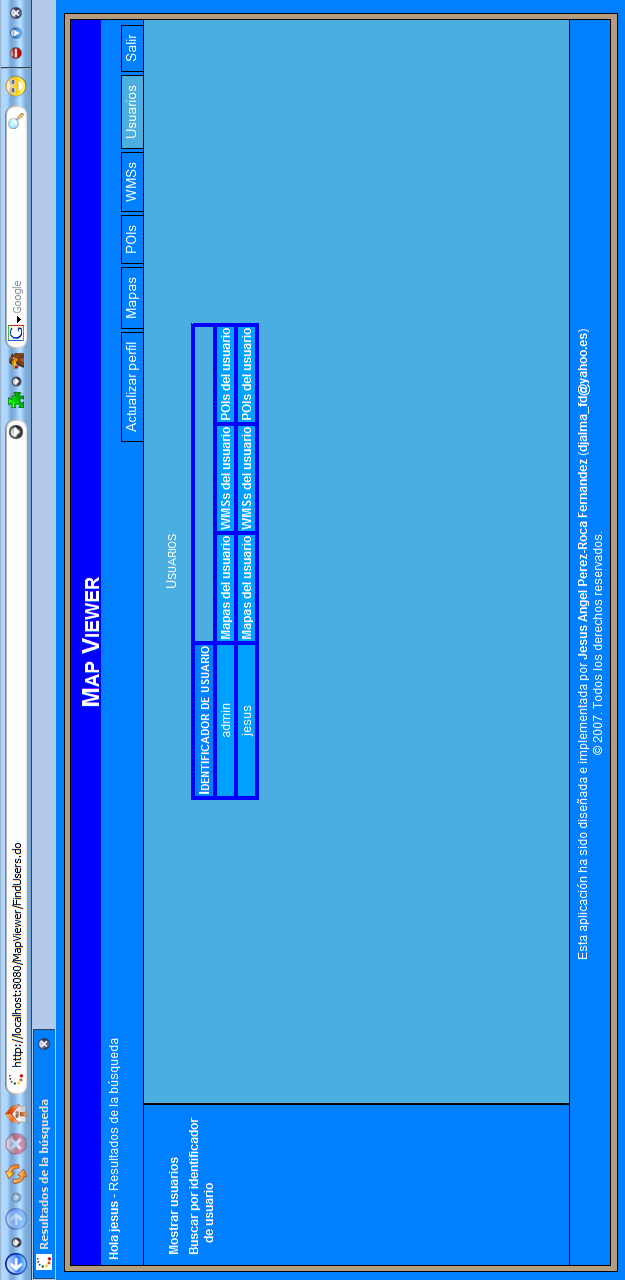 http://localhost:8080/MapViewer/FindUsers.do
Google
Resultados de la búsqueda
MAP VIEWER
Hola jesus - Resultados de la búsqueda
Actualizar perfil
Mapas
POIs
WMSs
Usuarios
Salir
Mostrar usuarios
Buscar por identificador
de usuario
USUARIOS
IDENTIFICADOR DE USUARIO
admin Mapas del usuario WMSs del usuario POIs del usuario
jesus Mapas del usuario WMSs del usuario POIs del usuario
Esta aplicación ha sido diseñada e implementada por Jesus Angel Perez-Roca Fernandez (djalma_fd@yahoo.es)
© 2007. Todos los derechos reservados.